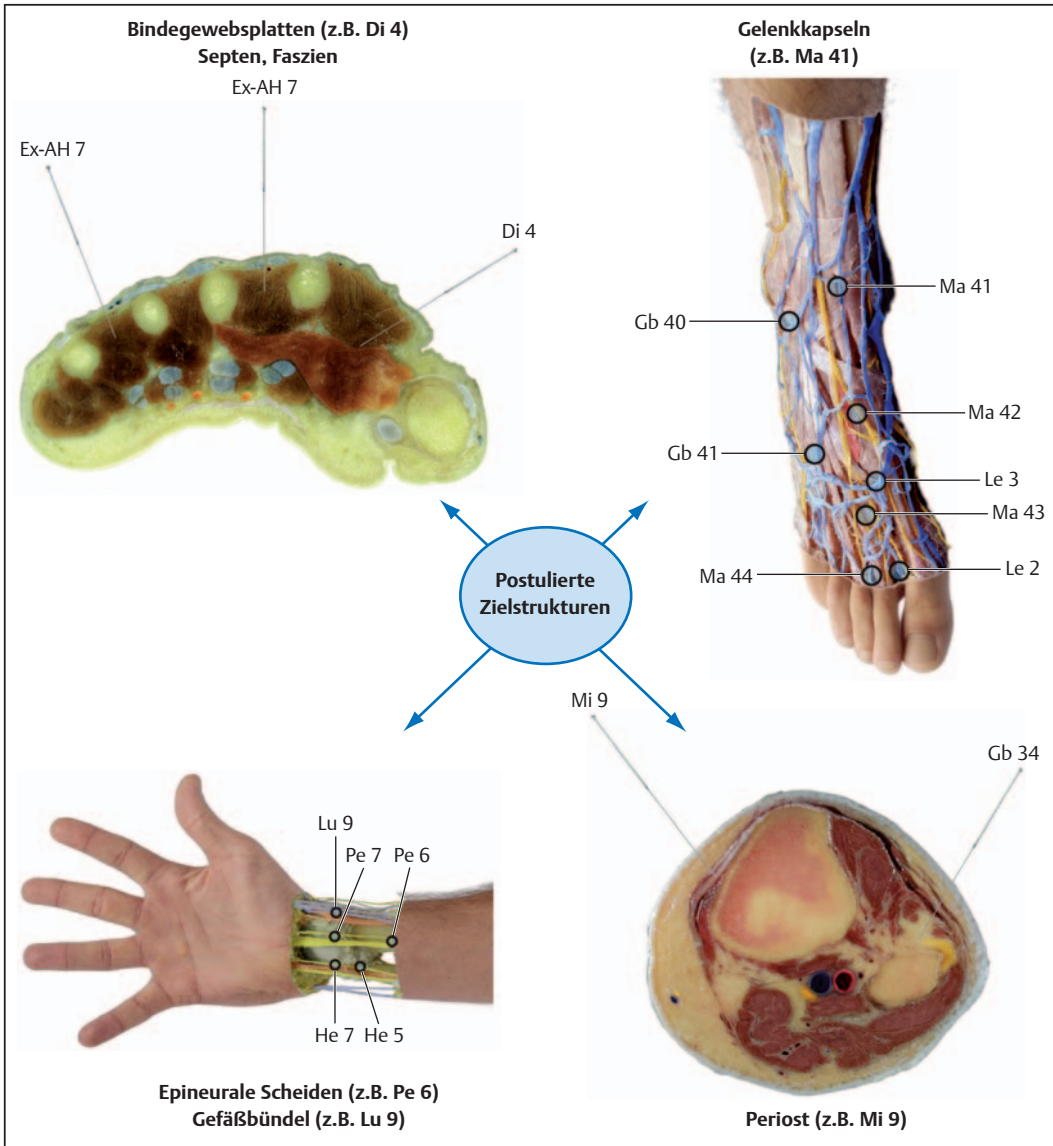 Bindegewebsplatten (z.B. Di 4)
Septen, Faszien
Ex-AH 7
Ex-AH 7
Di 4
Gelenkkapseln
(z.B. Ma 41)
Ma 41
Gb 40
Ma 42
Gb 41
Le 3
Ma 43
Ma 44
Le 2
Postulierte
Zielstrukturen
Lu 9
Pe 7
Pe 6
He 7
He 5
Epineurale Scheiden (z.B. Pe 6)
Gefäßbündel (z.B. Lu 9)
Mi 9
Gb 34
Periost (z.B. Mi 9)